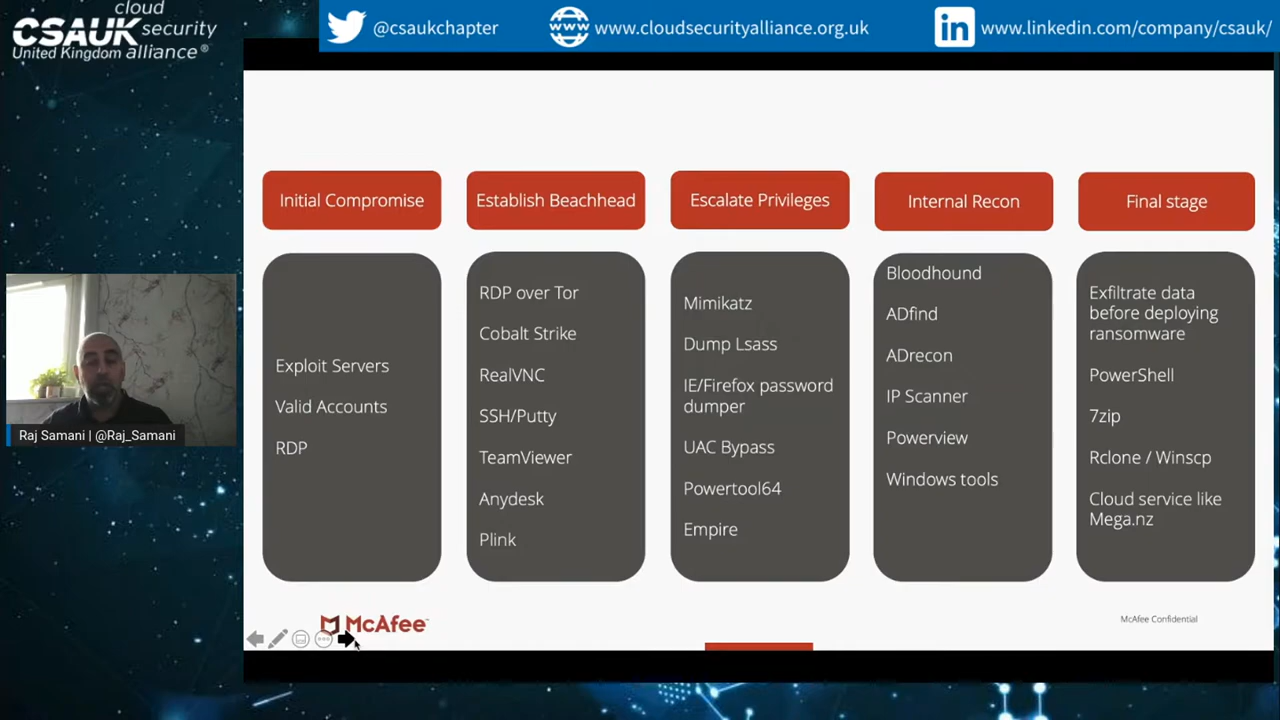 cloud
CSAUK security
United Kingdom alliance®
@csaukchapter
www.cloudsecurityalliance.org.uk
in
www.linkedin.com/company/csauk/
Initial Compromise
Exploit Servers
Valid Accounts
RDP
Establish Beachhead
RDP over Tor
Cobalt Strike
RealVNC
SSH/Putty
TeamViewer
Anydesk
Plink
Escalate Privileges
Mimikatz
Dump Lsass
IE/Firefox password
dumper
UAC Bypass
Powertool64
Empire
Internal Recon
Bloodhound
ADfind
ADrecon
IP Scanner
Powerview
Windows tools
Final stage
Exfiltrate data
before deploying
ransomware
PowerShell
7zip
Rclone / Winscp
Cloud service like
Mega.nz
Raj Samani | @Raj_Samani
McAfee™
McAfee Confidential